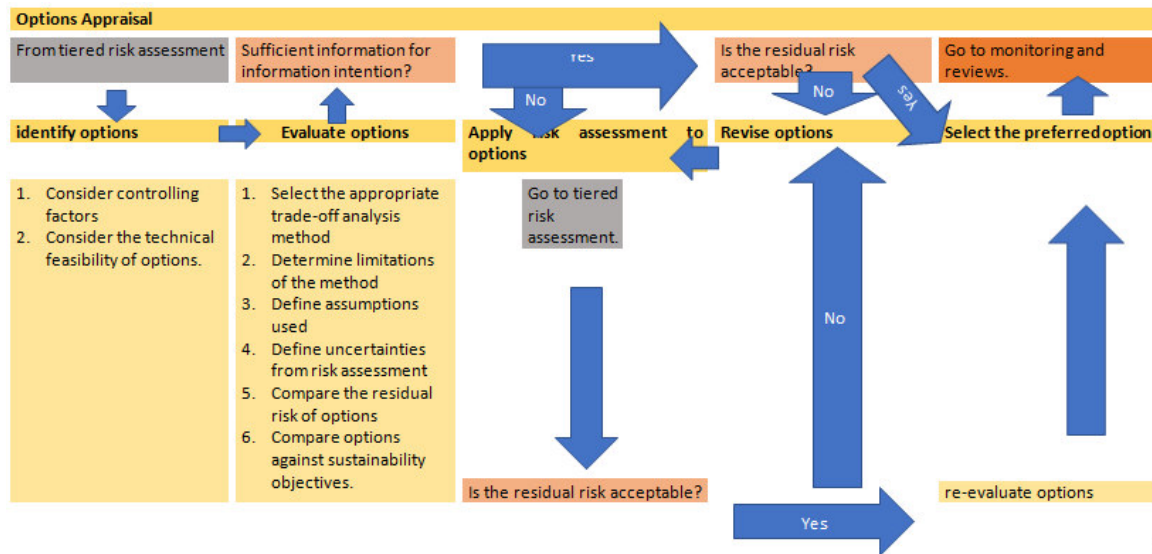 Options Appraisal
From tiered risk assessment
Sufficient information for
information intention?
Yes
No
Is the residual risk
acceptable?
No
Yes
Go to monitoring and
reviews.
identify options
Evaluate options
Apply risk assessment to
options
Revise options
Select the preferred option
1. Consider controlling
factors
2. Consider the technical
feasibility of options.
1. Select the appropriate
trade-off analysis
method
2. Determine limitations
of the method
3. Define assumptions
used
4. Define uncertainties
from risk assessment
5. Compare the residual
risk of options
6. Compare options
against sustainability
objectives.
Go to tiered
risk
assessment.
No
Is the residual risk acceptable?
Yes
re-evaluate options